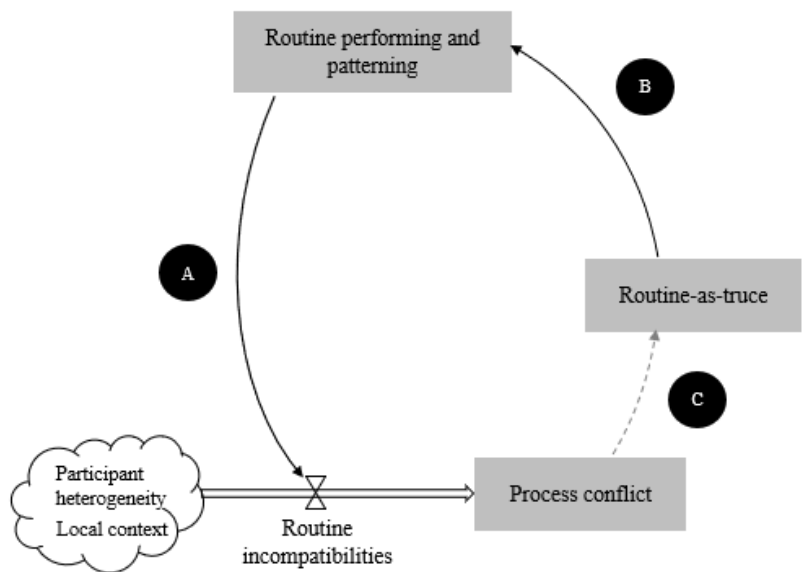 Routine performing and
patterning
B
A
Routine-as-truce
C
Participant
heterogeneity
Local context
Process conflict
Routine
incompatibilities